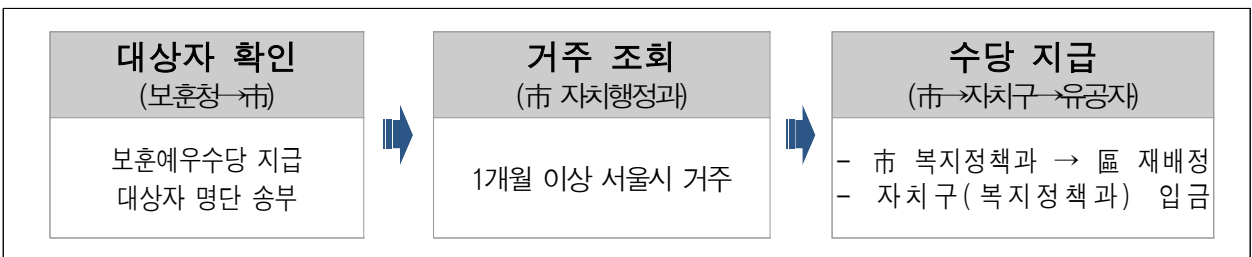 대상자 확인
(보훈청→市)
보훈예우수당 지급
대상자 명단 송부
거주 조회
(市 자치행정과)
1개월 이상 서울시 거주
수당 지급
(市→자치구→유공자)
- 市 복지정책과 → 區 재배정
- 자치구(복지정책과) 입금